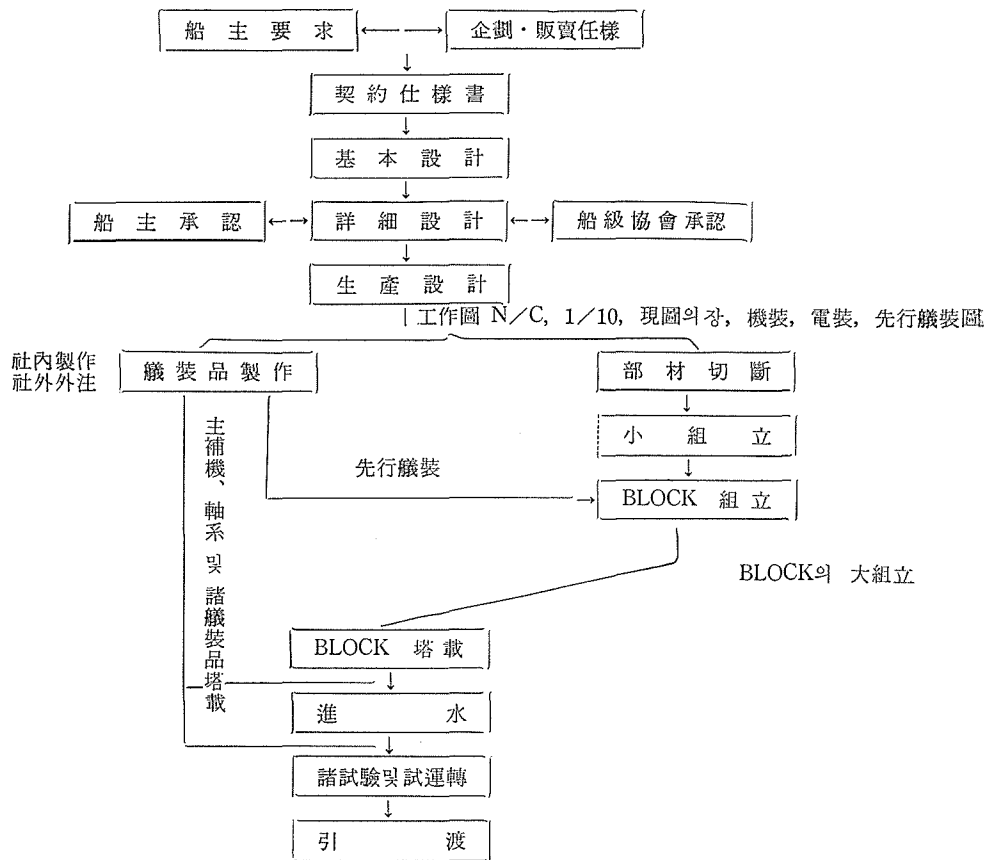 船主要求
企劃・販賣任樣
契約仕樣書
基本設計
船主承認
詳細設計
船級協會承認
生產設計
工作圖 N/C, 1/10, 現圖의장, 機裝, 電裝, 先行艤裝圖
社內製作
社外外注
艤裝品製作
部材切斷
主補機、軸系 및 諸艤裝品塔載
小組立
先行艤裝
BLOCK 組立
BLOCK의 大組立
BLOCK 塔載
進水
諸試驗및試運轉
引渡